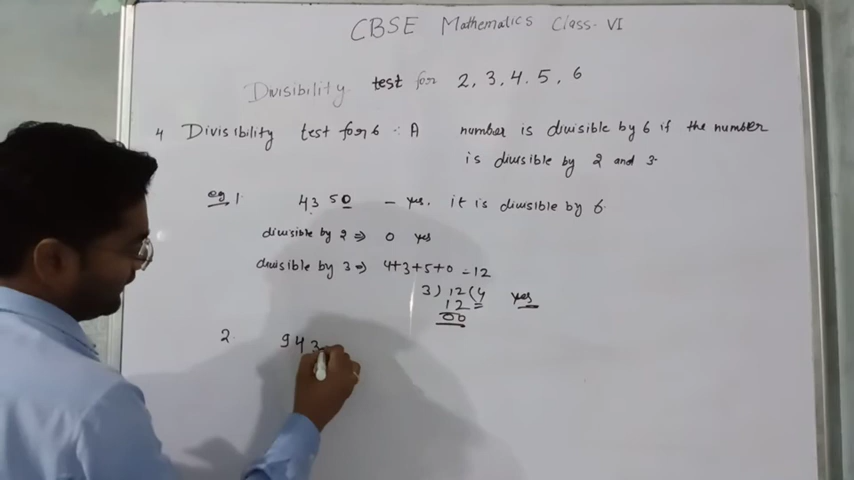 CBSE Mathematics Class- VI
Divisibility test for 2, 3, 4. 5, 6
4 Divisibility test for 6 :- A number is divisible by 6 if the number
is divisible by 2 and 3.
eg 1. 4350 - yes. it is divisible by 6.
divisible by 2 ⇒ 0 yes
divisible by 3 ⇒ 4+3+5+0 = 12
3 ) 12 ( 4 yes
12
00
2. 943